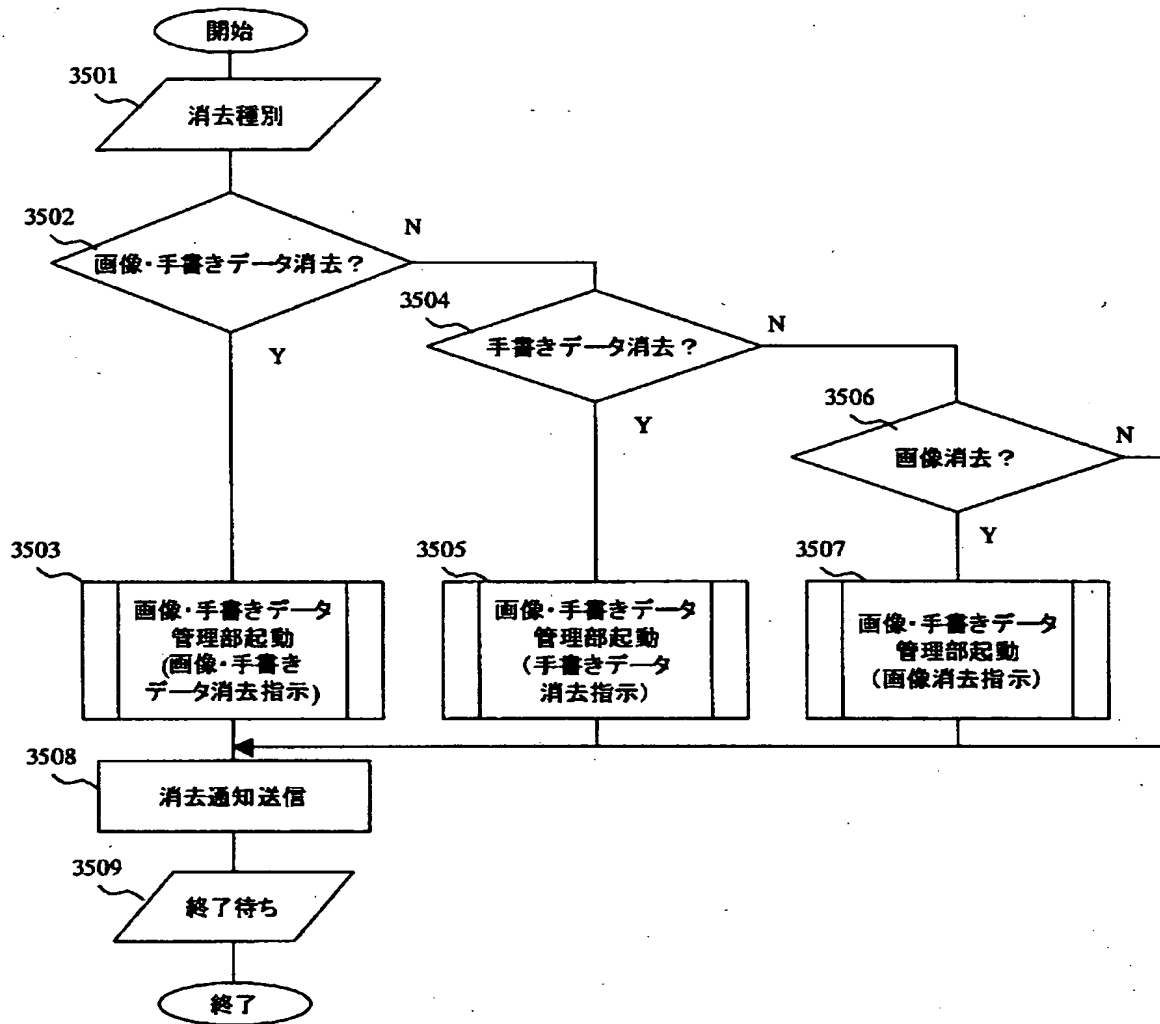 開始
3501
消去種別
3502
画像・手書きデータ消去？
N
Y
3504
手書きデータ消去？
N
Y
3506
画像消去？
N
Y
3503
画像・手書きデータ
管理部起動
(画像・手書き
データ消去指示)
3505
画像・手書きデータ
管理部起動
(手書きデータ
消去指示)
3507
画像・手書きデータ
管理部起動
(画像消去指示)
3508
消去通知送信
3509
終了待ち
終了